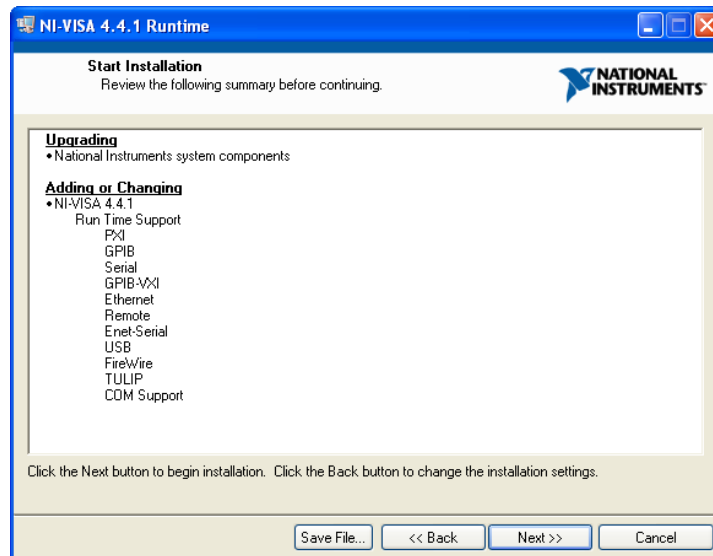 NI-VISA 4.4.1 Runtime
Start Installation
Review the following summary before continuing.
NATIONAL
INSTRUMENTS™
Upgrading
•National Instruments system components
Adding or Changing
•NI-VISA 4.4.1
Run Time Support
PXI
GPIB
Serial
GPIB-VXI
Ethernet
Remote
Enet-Serial
USB
FireWire
TULIP
COM Support
Click the Next button to begin installation.  Click the Back button to change the installation settings.
Save File... << Back Next >> Cancel